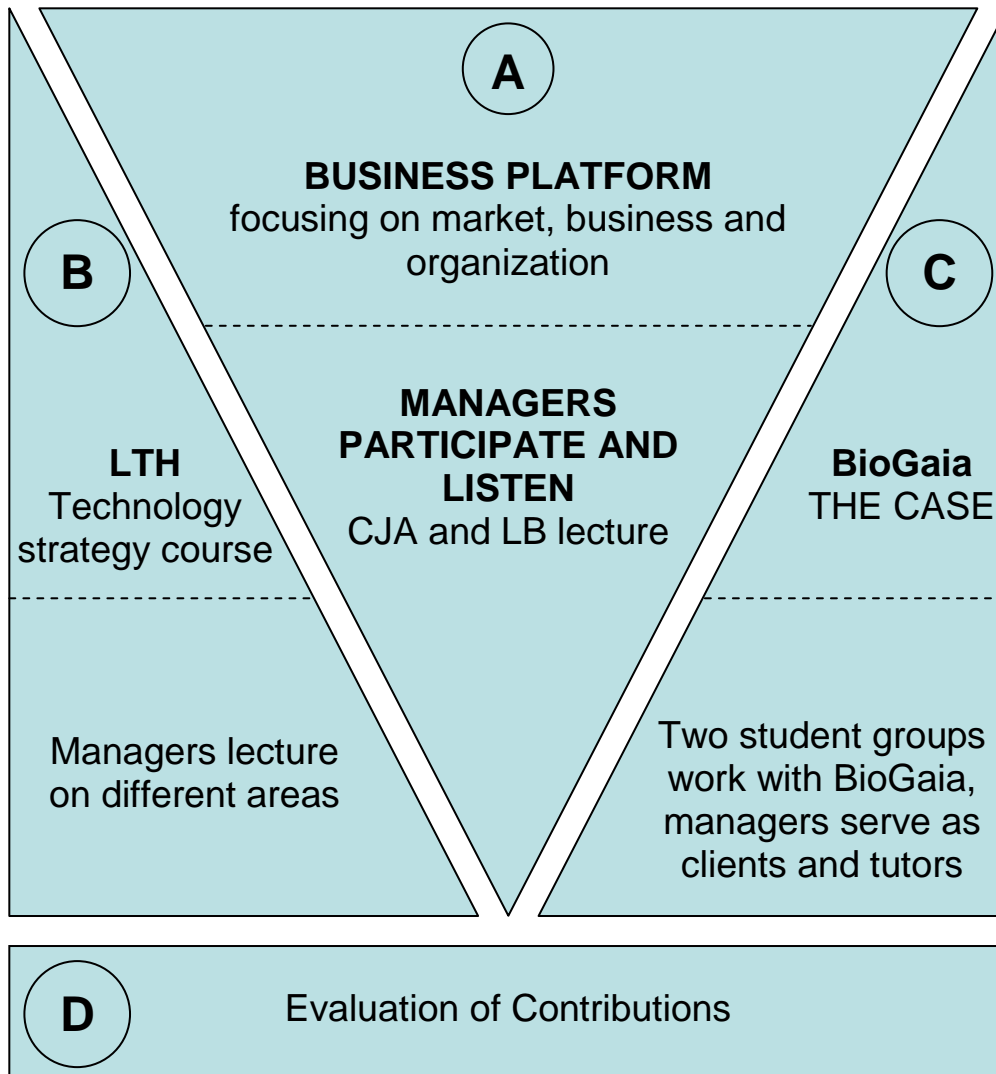 A
BUSINESS PLATFORM
focusing on market, business and
organization
B
LTH
Technology
strategy course
Managers lecture
on different areas
MANAGERS
PARTICIPATE AND
LISTEN
CJA and LB lecture
C
BioGaia
THE CASE
Two student groups
work with BioGaia,
managers serve as
clients and tutors
D
Evaluation of Contributions